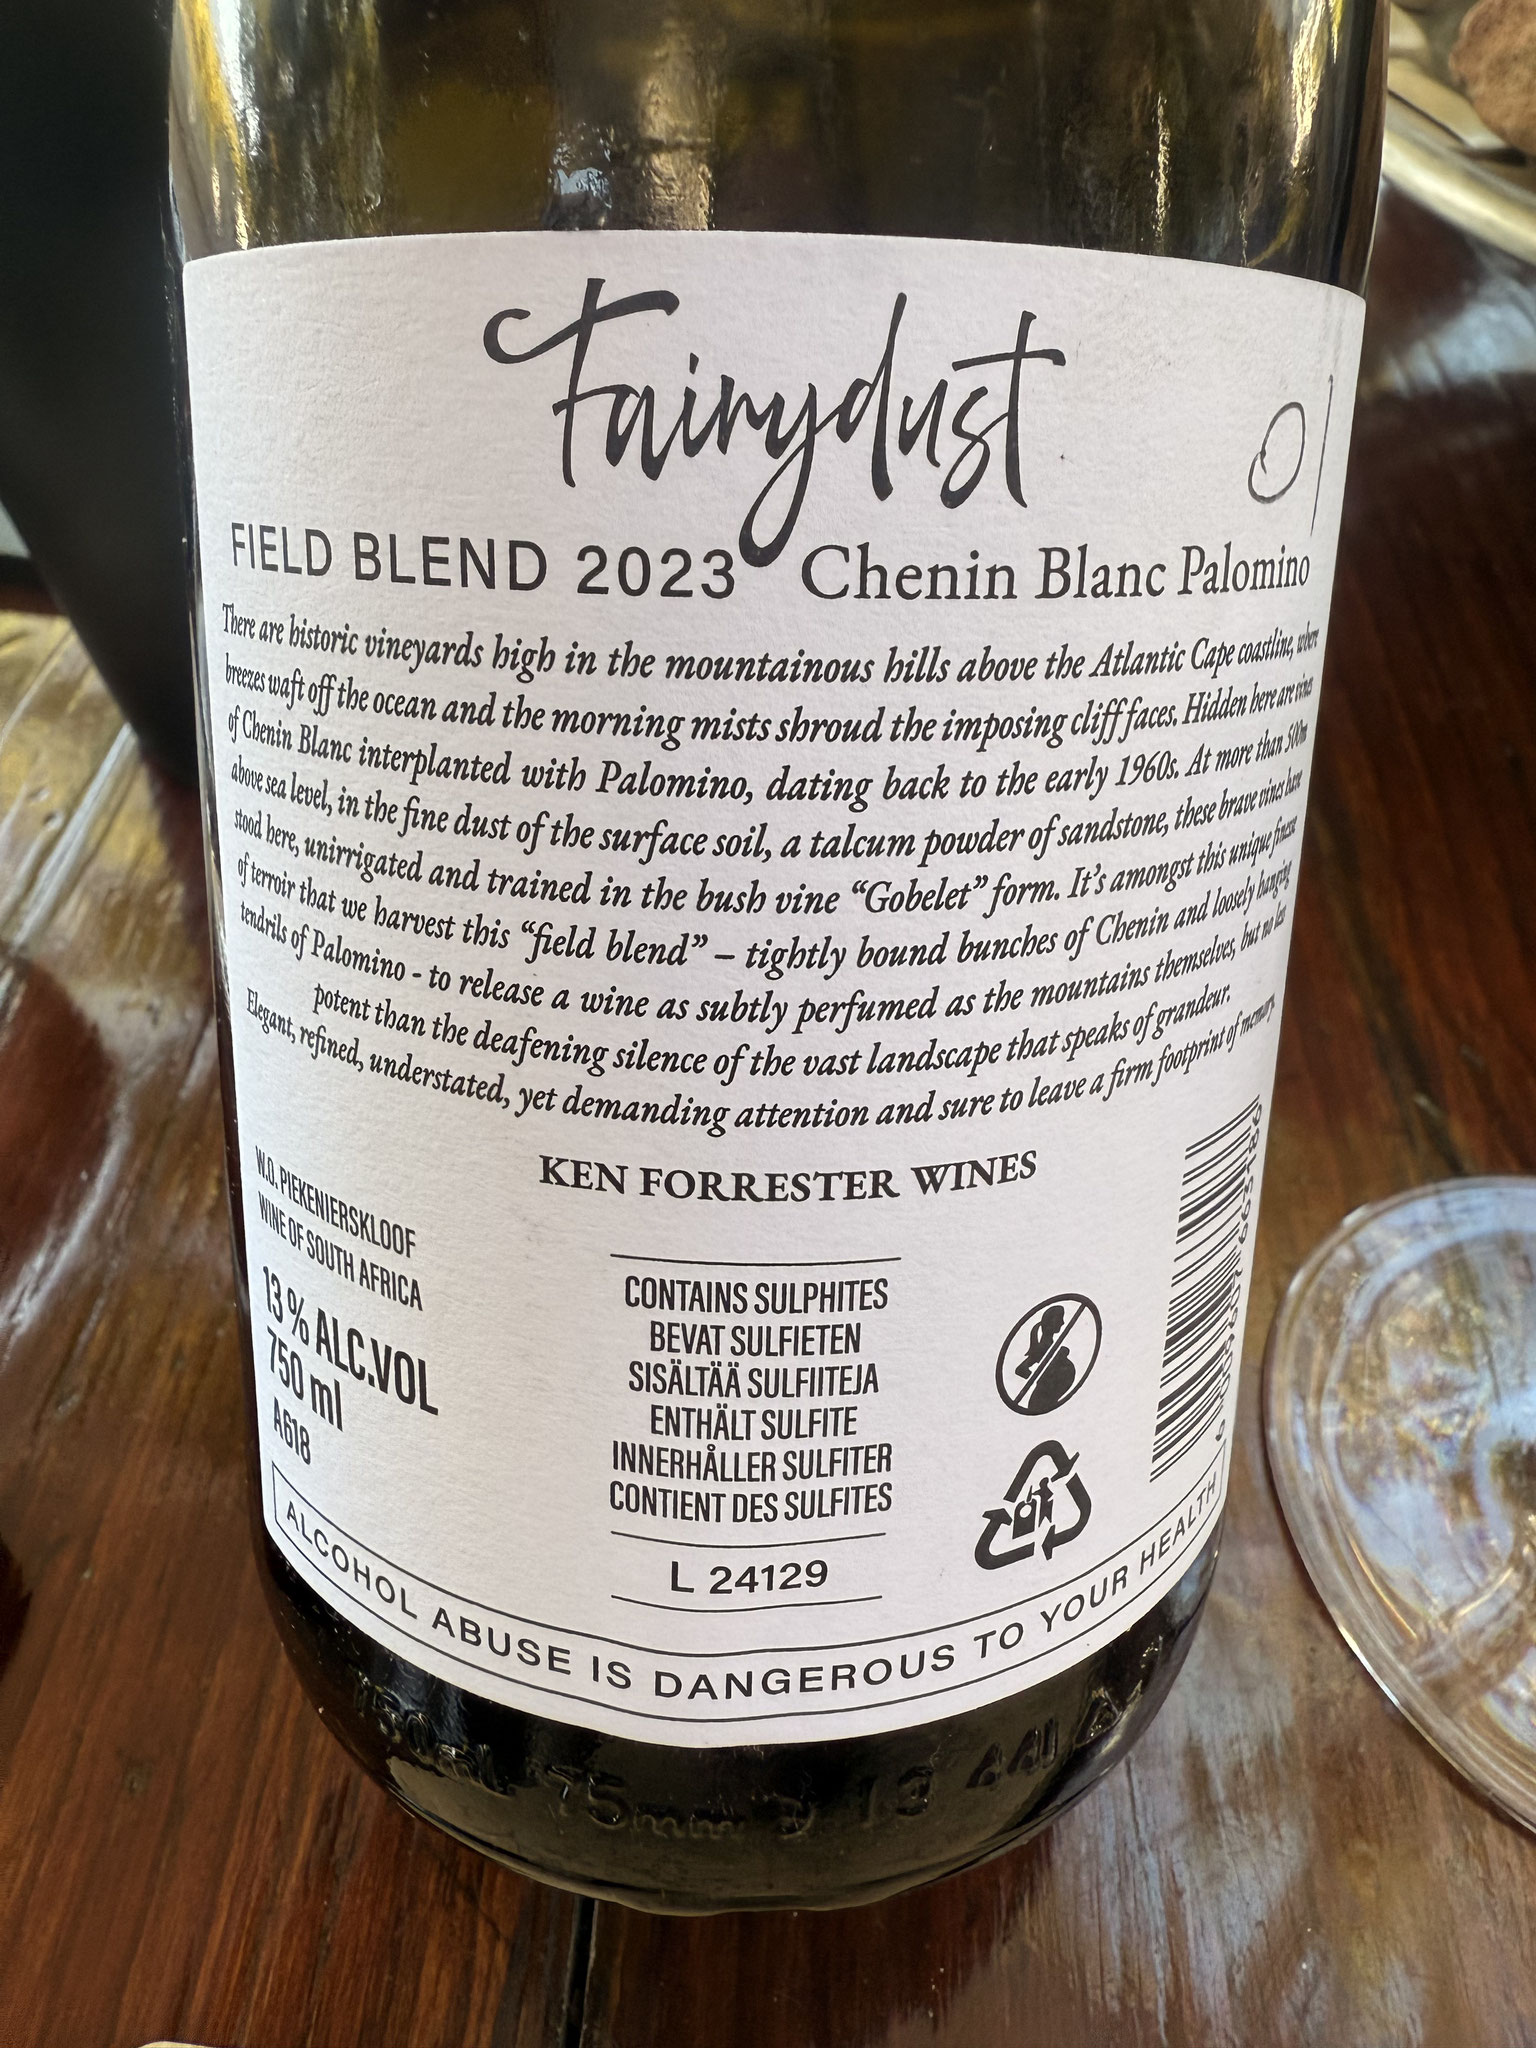 Fairydust
01
FIELD BLEND 2023 Chenin Blanc Palomino
There are historic vineyards high in the mountainous hills above the Atlantic Cape coastline, where
breezes waft off the ocean and the morning mists shroud the imposing cliff faces. Hidden here are vines
of Chenin Blanc interplanted with Palomino, dating back to the early 1960s. At more than 500m
above sea level, in the fine dust of the surface soil, a talcum powder of sandstone, these brave vines have
stood here, unirrigated and trained in the bush vine “Gobelet” form. It’s amongst this unique finesse
of terroir that we harvest this “field blend” – tightly bound bunches of Chenin and loosely hanging
tendrils of Palomino - to release a wine as subtly perfumed as the mountains themselves, but no less
potent than the deafening silence of the vast landscape that speaks of grandeur.
Elegant, refined, understated, yet demanding attention and sure to leave a firm footprint of memory.
KEN FORRESTER WINES
W.O. PIEKENIERSKLOOF
WINE OF SOUTH AFRICA
13 % ALC.VOL
750 ml
A618
CONTAINS SULPHITES
BEVAT SULFIETEN
SISÄLTÄÄ SULFIITEJA
ENTHÄLT SULFITE
INNERHÅLLER SULFITER
CONTIENT DES SULFITES
L 24129
ALCOHOL ABUSE IS DANGEROUS TO YOUR HEALTH
750ml 75mm 13